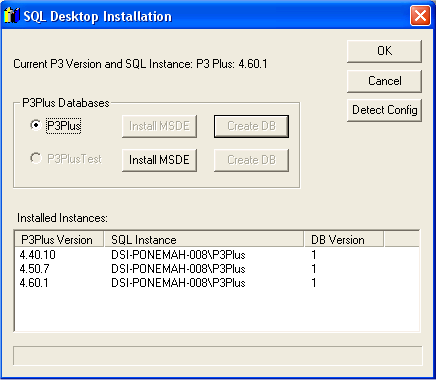 SQL Desktop Installation
OK
Current P3 Version and SQL Instance: P3 Plus: 4.60.1
Cancel
P3Plus Databases
Detect Config
P3Plus Install MSDE Create DB
P3PlusTest Install MSDE Create DB
Installed Instances:
P3Plus Version SQL Instance DB Version
4.40.10 DSI-PONEMAH-008\P3Plus 1
4.50.7 DSI-PONEMAH-008\P3Plus 1
4.60.1 DSI-PONEMAH-008\P3Plus 1